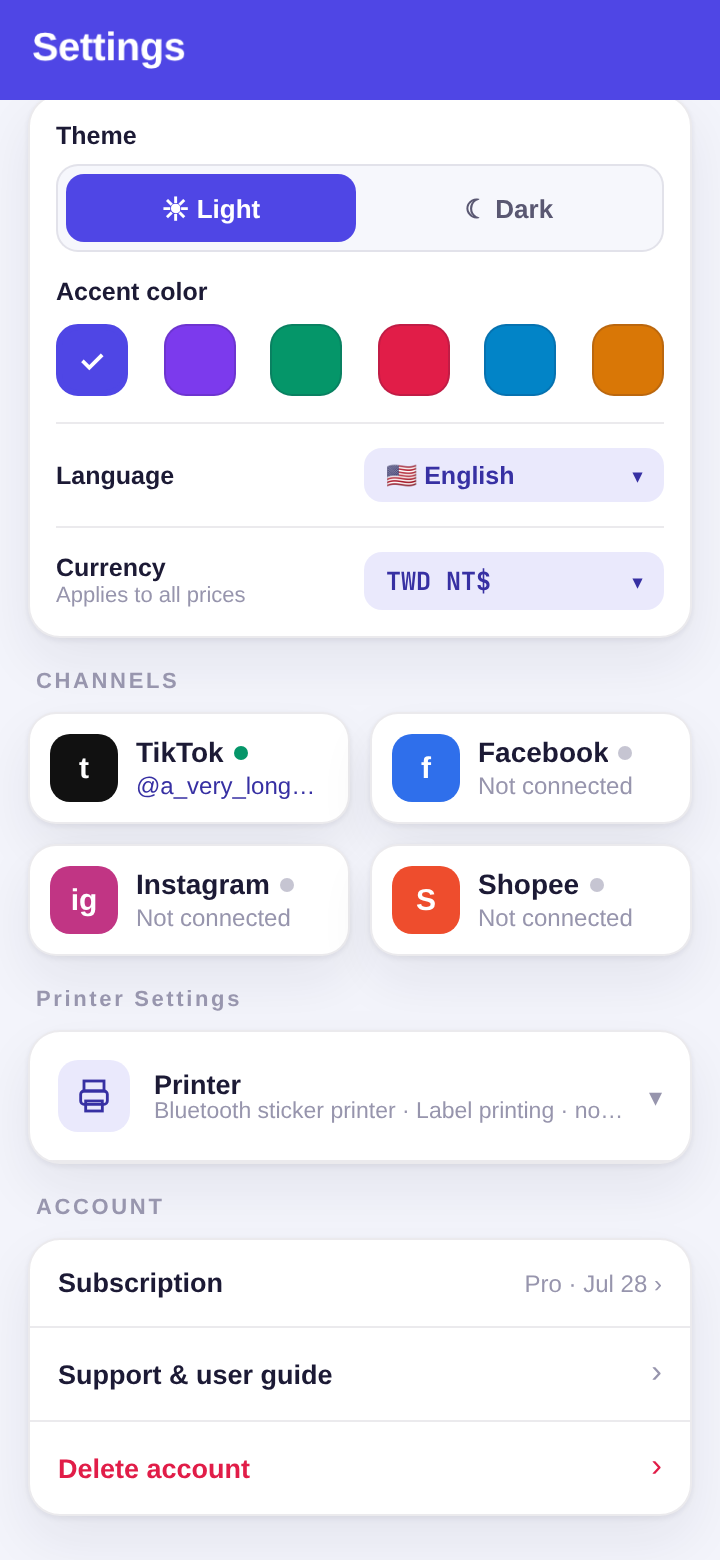 Settings
Theme
☀ Light
☾ Dark
Accent color
Language
🇺🇸 English ▾
Currency
Applies to all prices
TWD NT$ ▾
CHANNELS
t
TikTok
@a_very_long…
f
Facebook
Not connected
ig
Instagram
Not connected
S
Shopee
Not connected
Printer Settings
Printer
Bluetooth sticker printer · Label printing · no…
▾
ACCOUNT
Subscription
Pro · Jul 28 ›
Support & user guide ›
Delete account ›